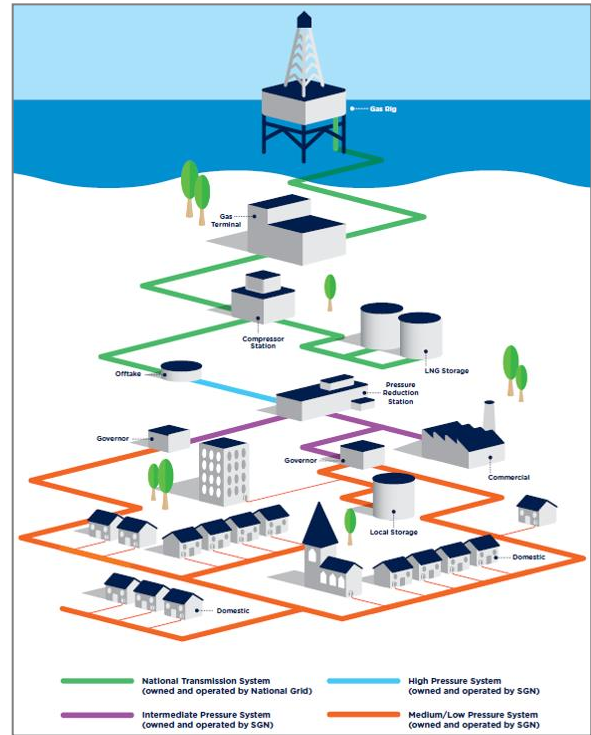 Gas Dig
Gas
Terminal
Compressor
Station
LNG Storage
Offtake
Pressure
Reduction
Station
Governor
Governor
Commercial
Local Storage
Domestic
Domestic
National Transmission System
(owned and operated by National Grid)
High Pressure System
(owned and operated by SGN)
Intermediate Pressure System
(owned and operated by SGN)
Medium/Low Pressure System
(owned and operated by SGN)